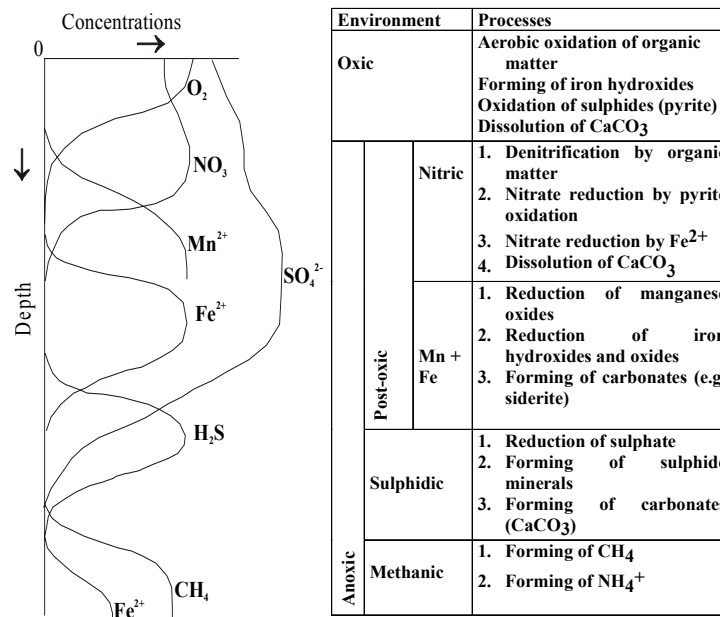 Concentrations
0
O₂
NO₃
Mn²⁺
SO₄²⁻
Fe²⁺
H₂S
CH₄
Fe²⁺
Depth
Environment Processes
Oxic
Aerobic oxidation of organic
matter
Forming of iron hydroxides
Oxidation of sulphides (pyrite)
Dissolution of CaCO₃
Anoxic
Post-oxic
Nitric
1. Denitrification by organic
matter
2. Nitrate reduction by pyrite
oxidation
3. Nitrate reduction by Fe²⁺
4. Dissolution of CaCO₃
Mn +
Fe
1. Reduction of manganese
oxides
2. Reduction of iron
hydroxides and oxides
3. Forming of carbonates (e.g
siderite)
Sulphidic
1. Reduction of sulphate
2. Forming of sulphide
minerals
3. Forming of carbonates
(CaCO₃)
Methanic
1. Forming of CH₄
2. Forming of NH₄⁺